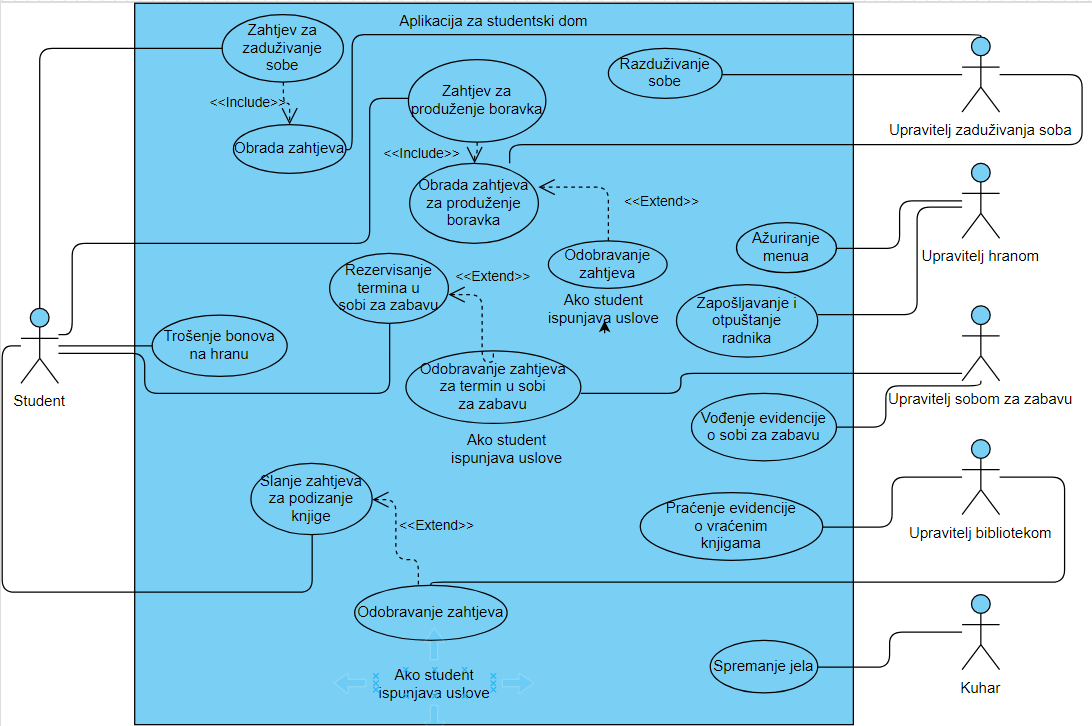 Aplikacija za studentski dom
Zahtjev za
zaduživanje
sobe
<<Include>>
Obrada zahtjeva
Zahtjev za
produženje boravka
<<Include>>
Obrada zahtjeva
za produženje
boravka
<<Extend>>
Odobravanje
zahtjeva
Ako student
ispunjava uslove
Razduživanje
sobe
Upravitelj zaduživanja soba
Ažuriranje
menua
Upravitelj hranom
Zapošljavanje i
otpuštanje
radnika
Rezervisanje
termina u
sobi za zabavu
<<Extend>>
Trošenje bonova
na hranu
Student
Odobravanje zahtjeva
za termin u sobi
za zabavu
Ako student
ispunjava uslove
Upravitelj sobom za zabavu
Vođenje evidencije
o sobi za zabavu
Slanje zahtjeva
za podizanje
knjige
<<Extend>>
Praćenje evidencije
o vraćenim
knjigama
Upravitelj bibliotekom
Odobravanje zahtjeva
Ako student
ispunjava uslove
Spremanje jela
Kuhar